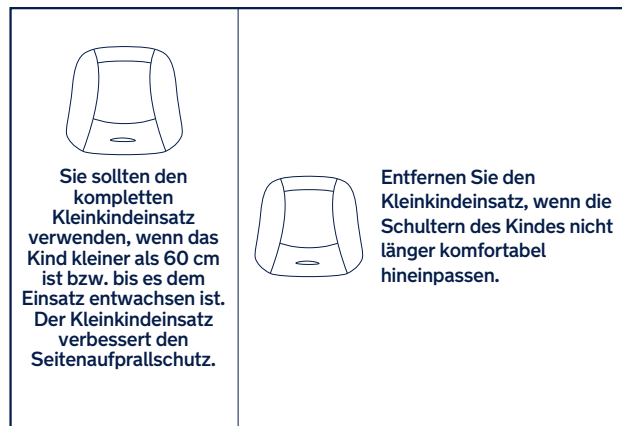 Sie sollten den
kompletten
Kleinkindeinsatz
verwenden, wenn das
Kind kleiner als 60 cm
ist bzw. bis es dem
Einsatz entwachsen ist.
Der Kleinkindeinsatz
verbessert den
Seitenaufprallschutz.
Entfernen Sie den
Kleinkindeinsatz, wenn die
Schultern des Kindes nicht
länger komfortabel
hineinpassen.